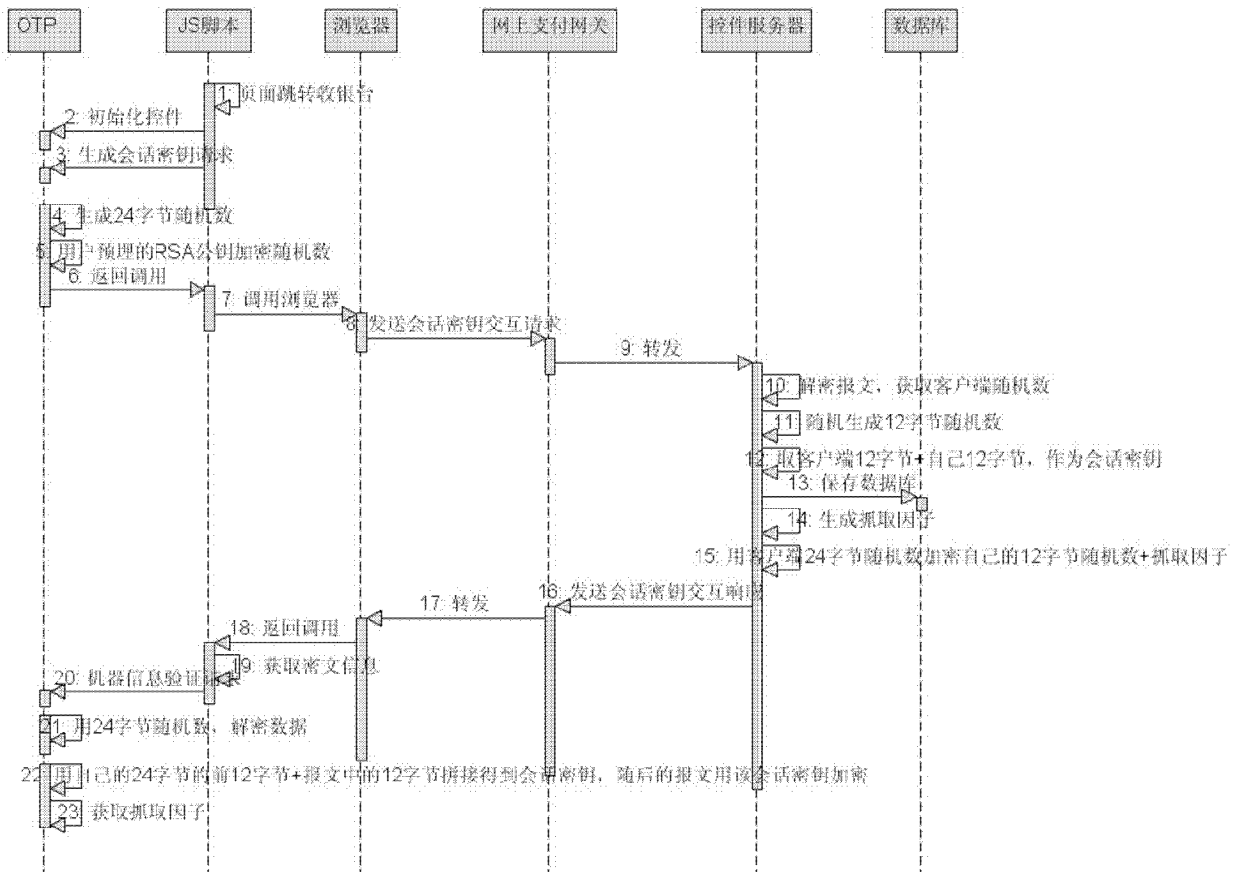 OTP...
JS脚本
浏览器
网上支付网关
控件服务器
数据库
1: 页面跳转收银台
2: 初始化控件
3: 生成会话密钥请求
4: 生成24字节随机数
5: 用户预理的RSA公钥加密随机数
6: 返回调用
7: 调用浏览器
8: 发送会话密钥交互请求
9: 转发
10: 解密报文，获取客户端随机数
11: 随机生成12字节随机数
12: 取客户端12字节+自己12字节，作为会话密钥
13: 保存数据库
14: 生成抓取因子
15: 用客户端24字节随机数加密自己的12字节随机数+抓取因子
16: 发送会话密钥交互响应
17: 转发
18: 返回调用
19: 获取密文信息
20: 机器信息验证请求
21: 用24字节随机数，解密数据
22: 用自己的24字节的前12字节+报文中的12字节拼接得到会话密钥，随后的报文用该会话密钥加密
23: 获取抓取因子